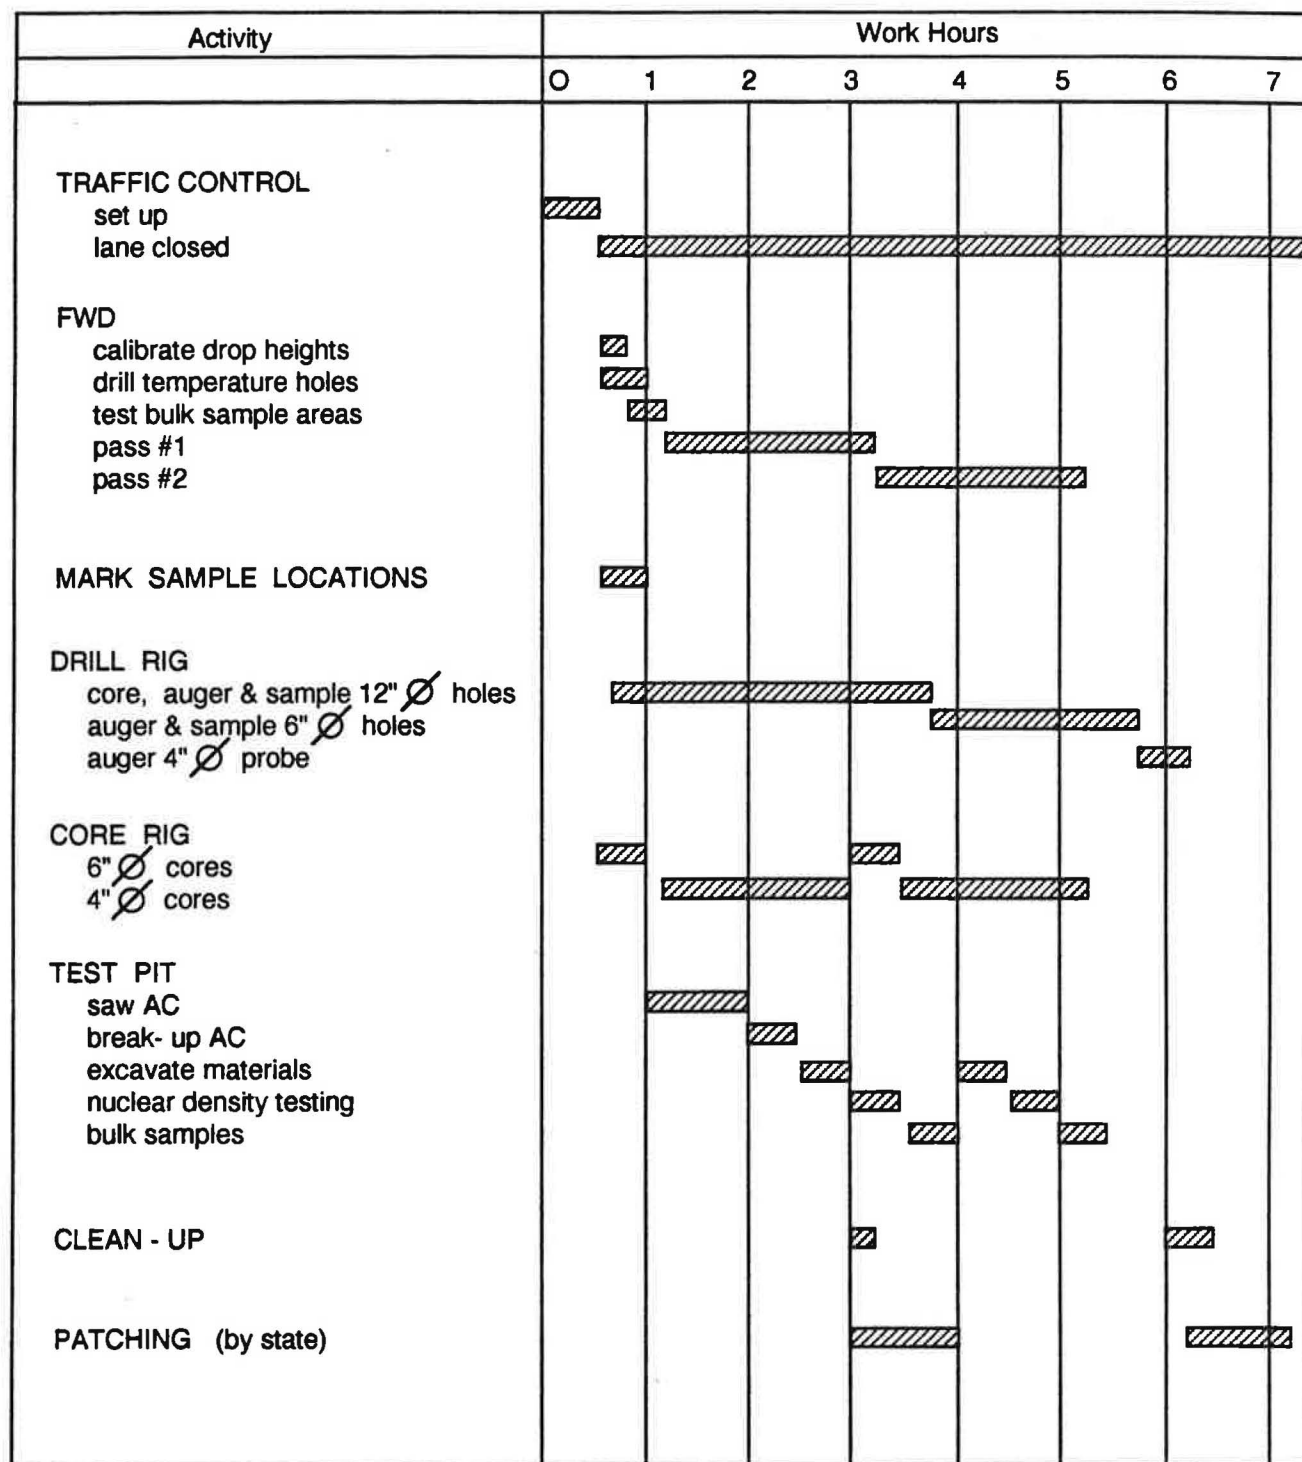 Activity
Work Hours
O 1 2 3 4 5 6 7
TRAFFIC CONTROL
set up
lane closed
FWD
calibrate drop heights
drill temperature holes
test bulk sample areas
pass #1
pass #2
MARK SAMPLE LOCATIONS
DRILL RIG
core, auger & sample 12" Ø holes
auger & sample 6" Ø holes
auger 4" Ø probe
CORE RIG
6" Ø cores
4" Ø cores
TEST PIT
saw AC
break- up AC
excavate materials
nuclear density testing
bulk samples
CLEAN - UP
PATCHING (by state)